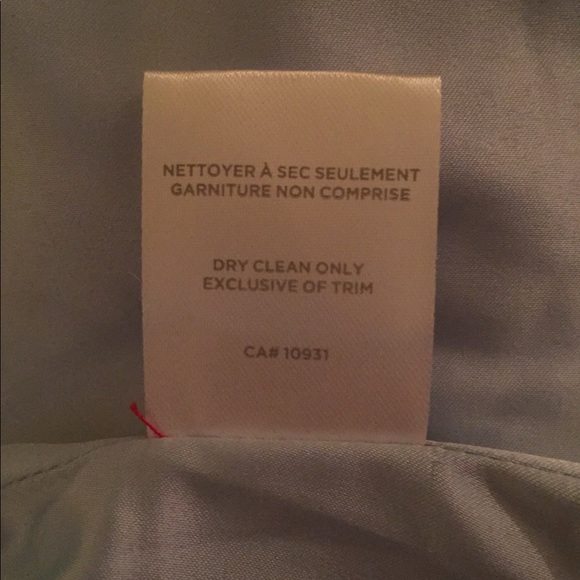 NETTOYER À SEC SEULEMENT
GARNITURE NON COMPRISE
DRY CLEAN ONLY
EXCLUSIVE OF TRIM
CA# 10931